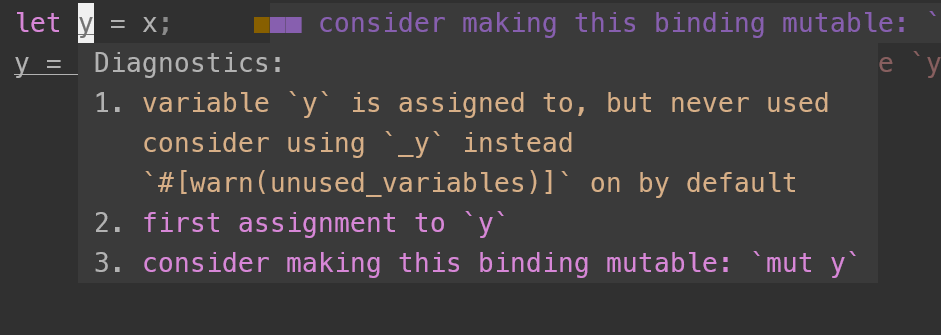 let y = x; ■■■ consider making this binding mutable: `
y = e `y
Diagnostics:
1. variable `y` is assigned to, but never used
consider using `_y` instead
`#[warn(unused_variables)]` on by default
2. first assignment to `y`
3. consider making this binding mutable: `mut y`